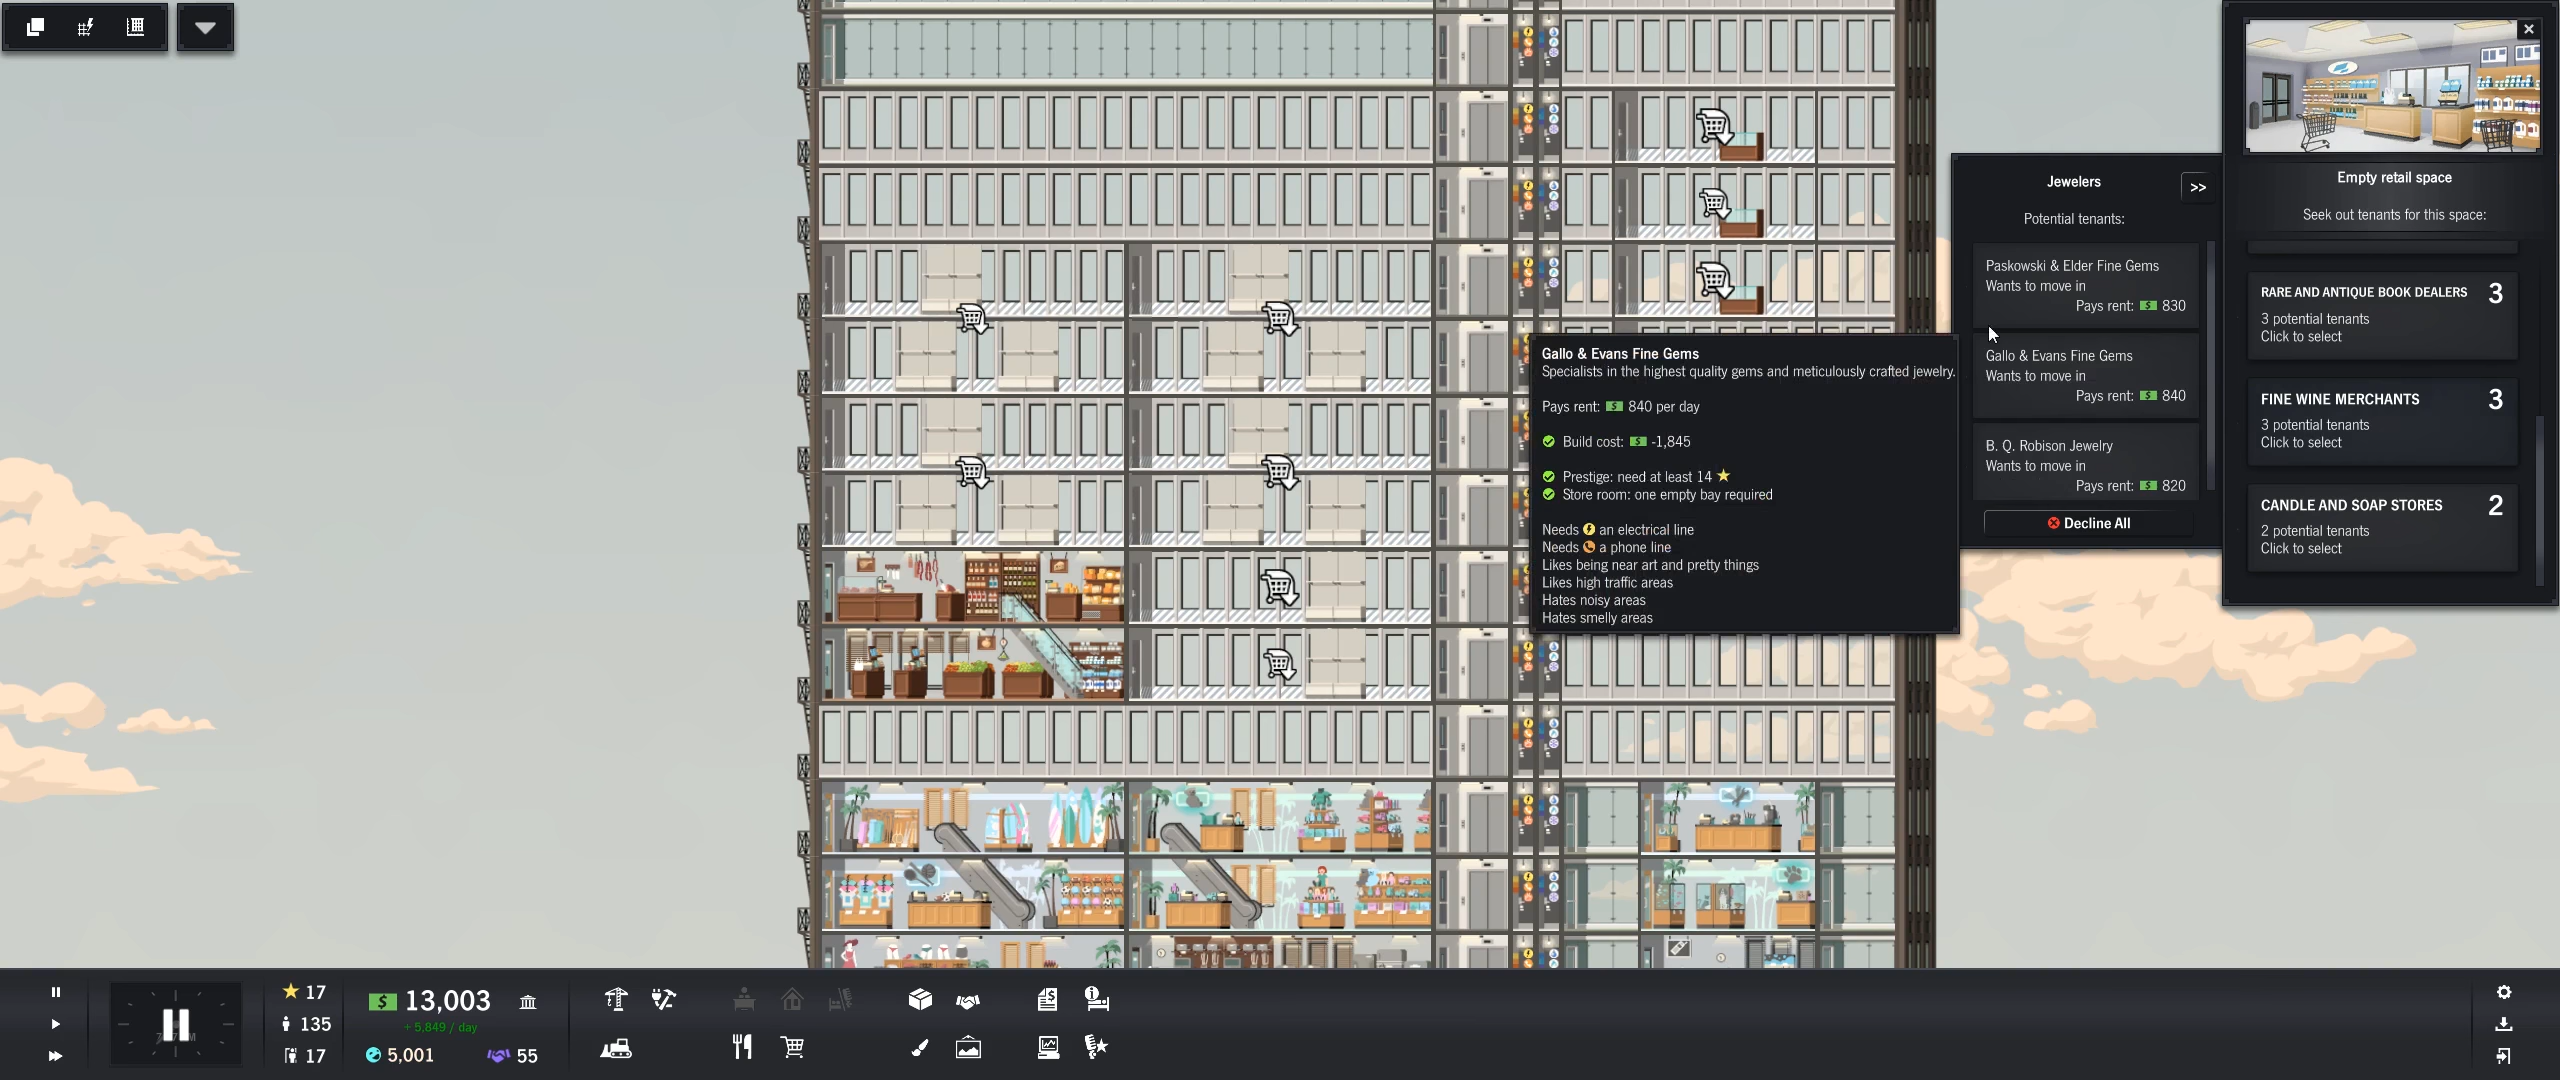 Empty retail space
Seek out tenants for this space:
Jewelers
>>
Potential tenants:
Paskowski & Elder Fine Gems
Wants to move in
Pays rent: $ 830
Gallo & Evans Fine Gems
Wants to move in
Pays rent: $ 840
B. Q. Robison Jewelry
Wants to move in
Pays rent: $ 820
Decline All
RARE AND ANTIQUE BOOK DEALERS 3
3 potential tenants
Click to select
FINE WINE MERCHANTS 3
3 potential tenants
Click to select
CANDLE AND SOAP STORES 2
2 potential tenants
Click to select
Gallo & Evans Fine Gems
Specialists in the highest quality gems and meticulously crafted jewelry.
Pays rent: $ 840 per day
Build cost: $ -1,845
Prestige: need at least 14
Store room: one empty bay required
Needs an electrical line
Needs a phone line
Likes being near art and pretty things
Likes high traffic areas
Hates noisy areas
Hates smelly areas
17
135
17
$ 13,003
+ 5,849 / day
5,001
55